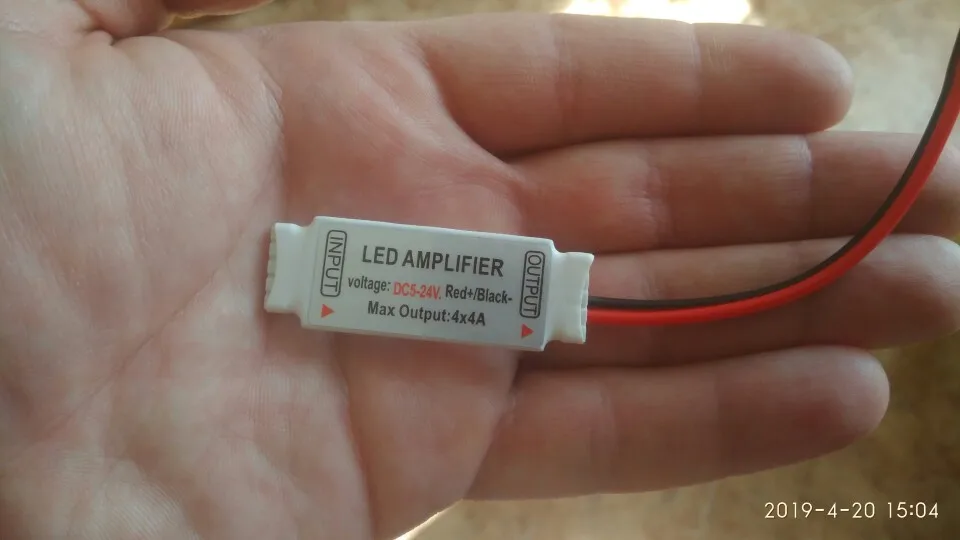 INPUT
LED AMPLIFIER
voltage: DC5-24V. Red+/Black-
Max Output:4x4A
OUTPUT
2019-4-20 15:04